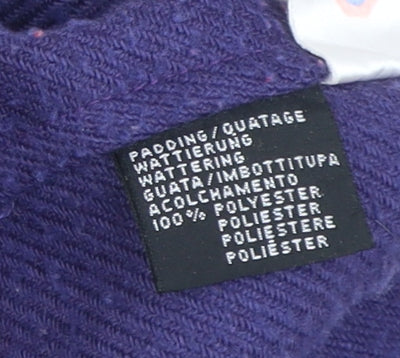 PADDING/QUATAGE
WATTIERUNG
WATTERING
GUATA/IMBOTTITUPA
ACOLCHAMENTO
100% POLYESTER
POLIESTER
POLIESTERE
POLIÉSTER